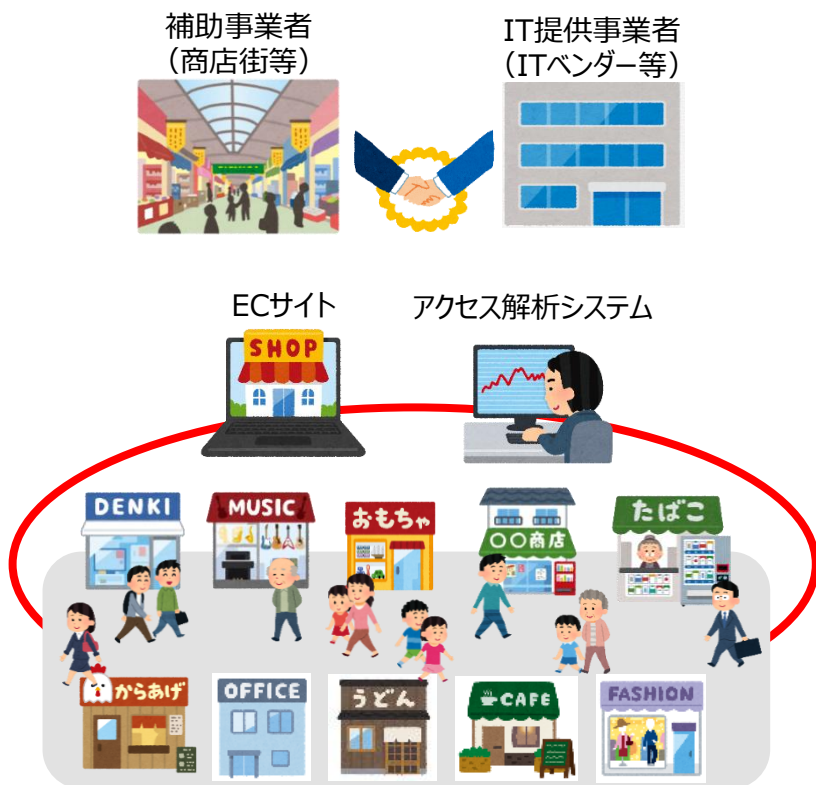 補助事業者
（商店街等）
IT提供事業者
（ITベンダー等）
ECサイト
アクセス解析システム
SHOP
DENKI
MUSIC
おもちゃ
〇〇商店
たばこ
からあげ
OFFICE
うどん
CAFE
FASHION